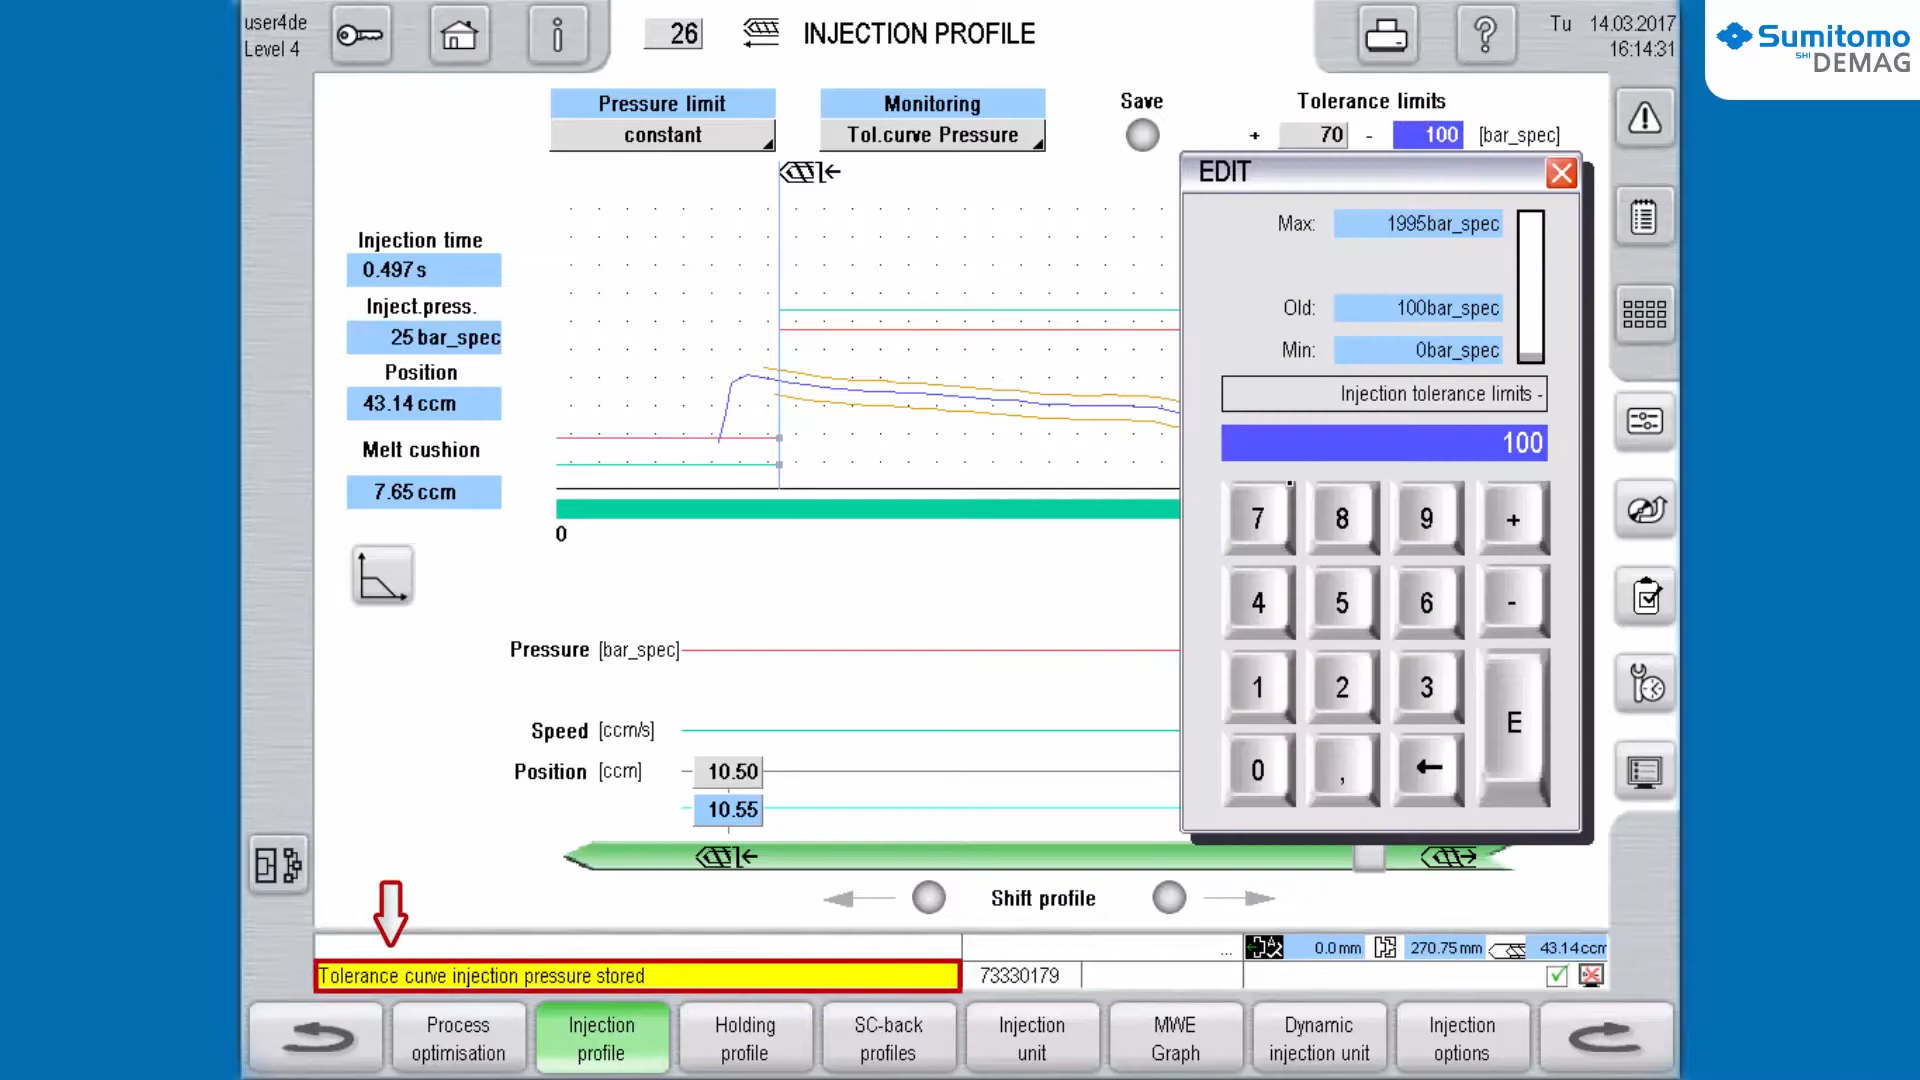 user4de
Level 4
26
INJECTION PROFILE
Tu 14.03.2017
16:14:31
Sumitomo
SHI DEMAG
Pressure limit
constant
Monitoring
Tol.curve Pressure
Save
Tolerance limits
+ 70 - 100 [bar_spec]
EDIT
Max: 1995bar_spec
Old: 100bar_spec
Min: 0bar_spec
Injection tolerance limits -
100
7 8 9 +
4 5 6 -
1 2 3
E
0 , ←
Injection time
0.497 s
Inject.press.
25 bar_spec
Position
43.14 ccm
Melt cushion
7.65 ccm
0
Pressure [bar_spec]
Speed [ccm/s]
Position [ccm]
10.50
10.55
Shift profile
... 0.0 mm 270.75 mm 43.14 ccm
Tolerance curve injection pressure stored
73330179
Process
optimisation
Injection
profile
Holding
profile
SC-back
profiles
Injection
unit
MWE
Graph
Dynamic
injection unit
Injection
options